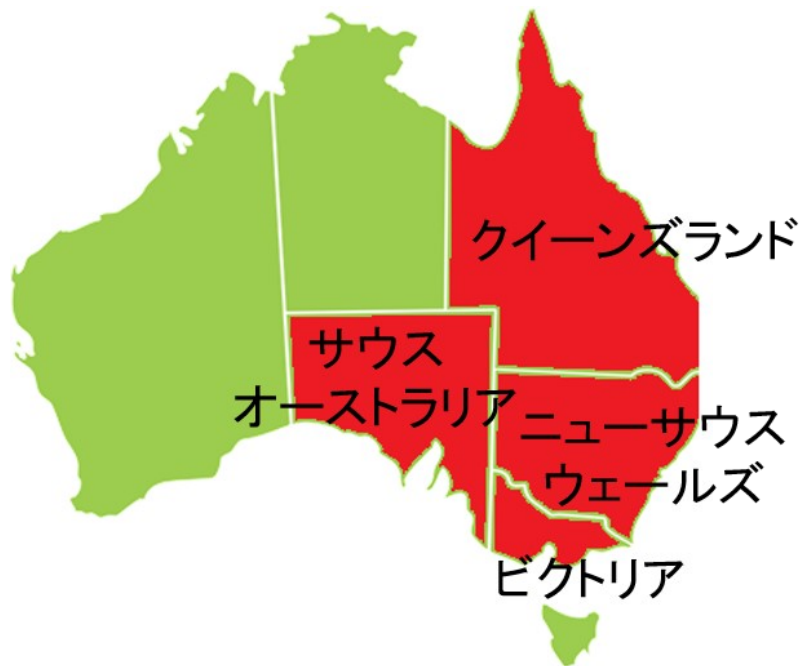 クイーンズランド
サウス
オーストラリア
ニューサウス
ウェールズ
ビクトリア